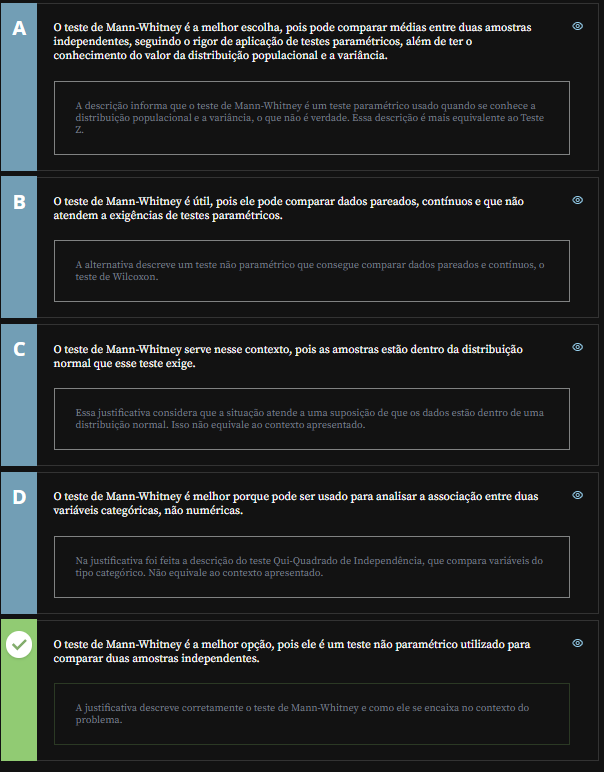 A
O teste de Mann-Whitney é a melhor escolha, pois pode comparar médias entre duas amostras
independentes, seguindo o rigor de aplicação de testes paramétricos, além de ter o
conhecimento do valor da distribuição populacional e a variância.
A descrição informa que o teste de Mann-Whitney é um teste paramétrico usado quando se conhece a
distribuição populacional e a variância, o que não é verdade. Essa descrição é mais equivalente ao Teste
Z.
B
O teste de Mann-Whitney é útil, pois ele pode comparar dados pareados, contínuos e que não
atendem a exigências de testes paramétricos.
A alternativa descreve um teste não paramétrico que consegue comparar dados pareados e contínuos, o
teste de Wilcoxon.
C
O teste de Mann-Whitney serve nesse contexto, pois as amostras estão dentro da distribuição
normal que esse teste exige.
Essa justificativa considera que a situação atende a uma suposição de que os dados estão dentro de uma
distribuição normal. Isso não equivale ao contexto apresentado.
D
O teste de Mann-Whitney é melhor porque pode ser usado para analisar a associação entre duas
variáveis categóricas, não numéricas.
Na justificativa foi feita a descrição do teste Qui-Quadrado de Independência, que compara variáveis do
tipo categórico. Não equivale ao contexto apresentado.
O teste de Mann-Whitney é a melhor opção, pois ele é um teste não paramétrico utilizado para
comparar duas amostras independentes.
A justificativa descreve corretamente o teste de Mann-Whitney e como ele se encaixa no contexto do
problema.